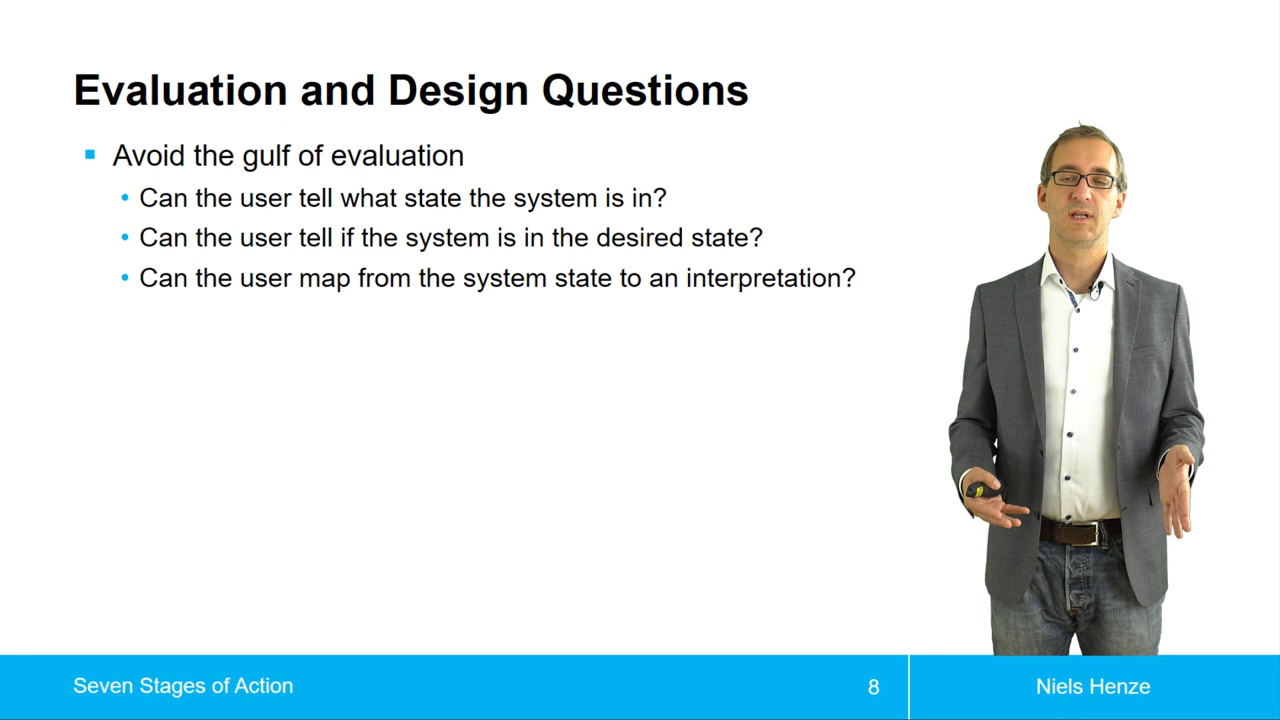 Evaluation and Design Questions
Avoid the gulf of evaluation
Can the user tell what state the system is in?
Can the user tell if the system is in the desired state?
Can the user map from the system state to an interpretation?
Seven Stages of Action
8
Niels Henze